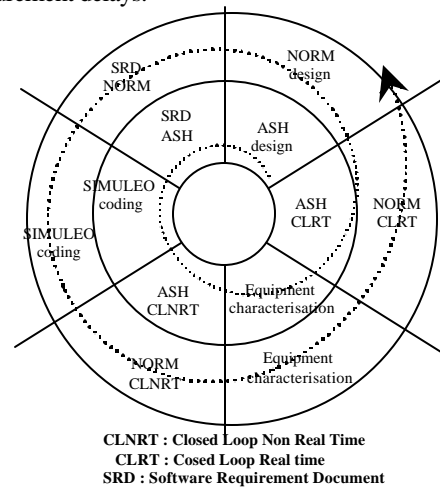 arement delays.
SRD
NORM
NORM
design
SRD
ASH
ASH
design
SIMULEO
coding
ASH
CLRT
NORM
CLRT
SIMULEO
coding
ASH
CLNRT
Equipment
characterisation
NORM
CLNRT
Equipment
characterisation
CLNRT : Closed Loop Non Real Time
CLRT : Cosed Loop Real time
SRD : Software Requirement Document